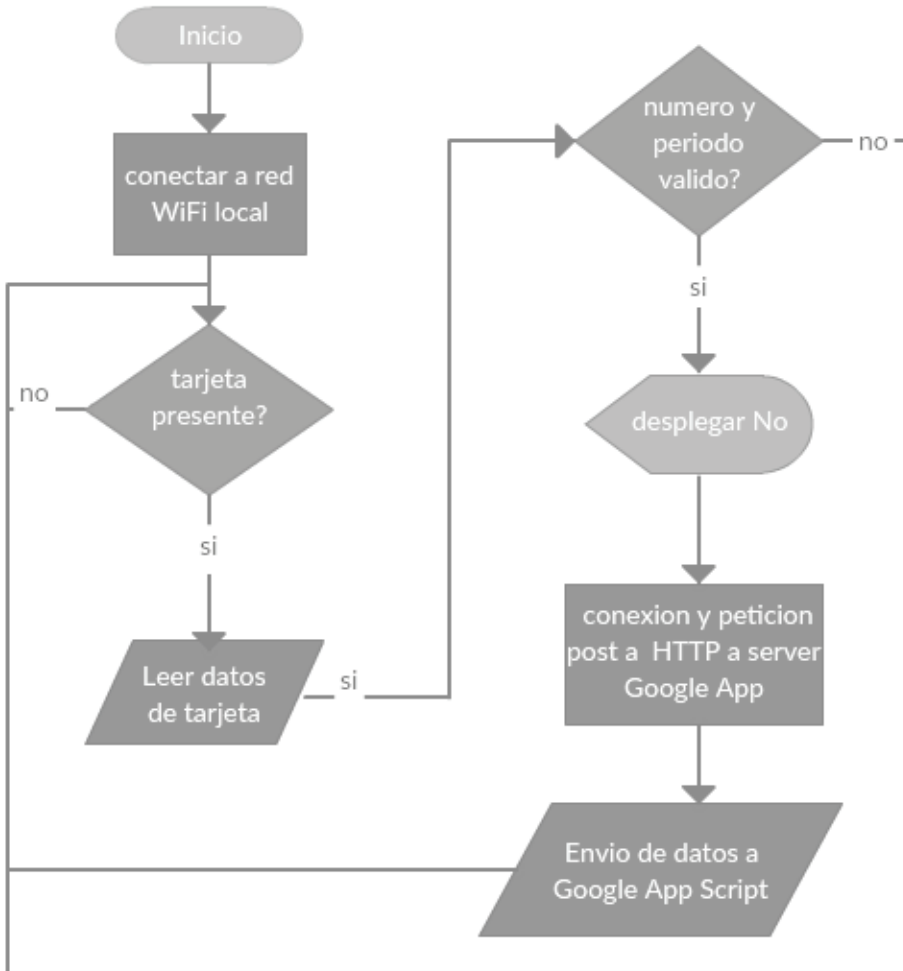 Inicio
conectar a red
WiFi local
tarjeta
presente?
no
si
Leer datos
de tarjeta
si
numero y
periodo
valido?
no
si
desplegar No
conexion y peticion
post a HTTP a server
Google App
Envio de datos a
Google App Script